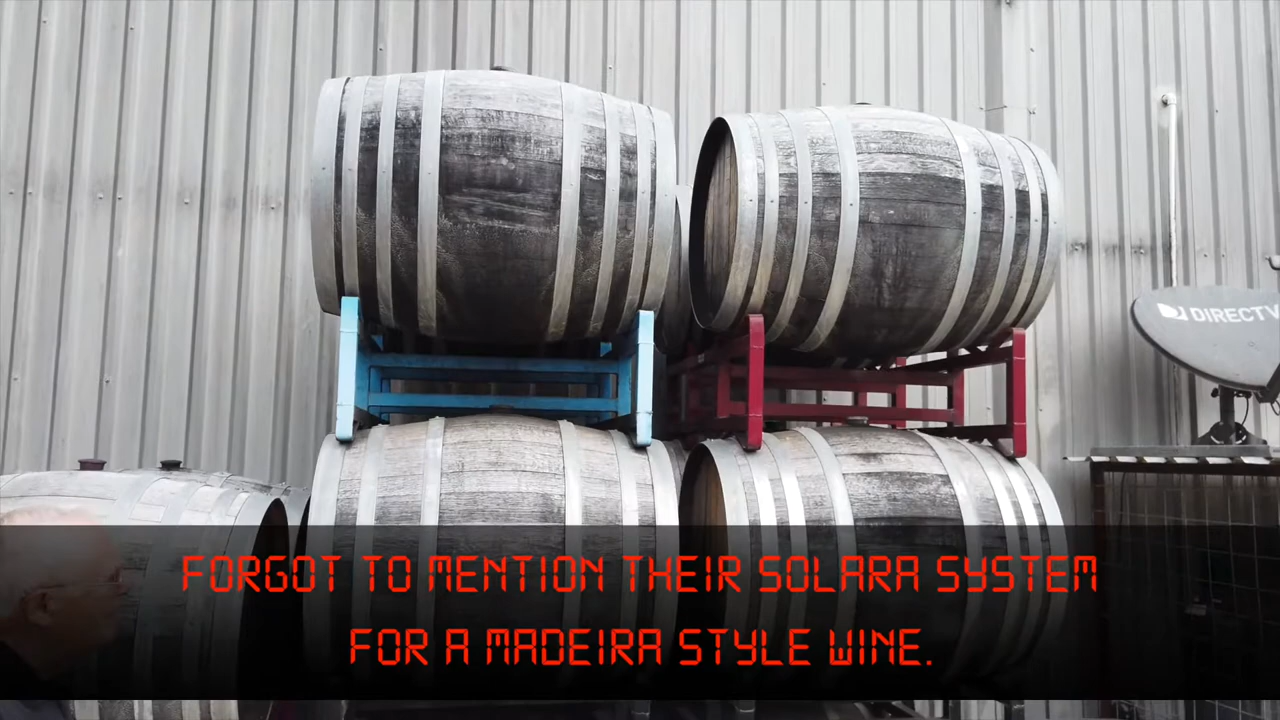 DIRECTV
FORGOT TO MENTION THEIR SOLARA SYSTEM
FOR A MADEIRA STYLE WINE.